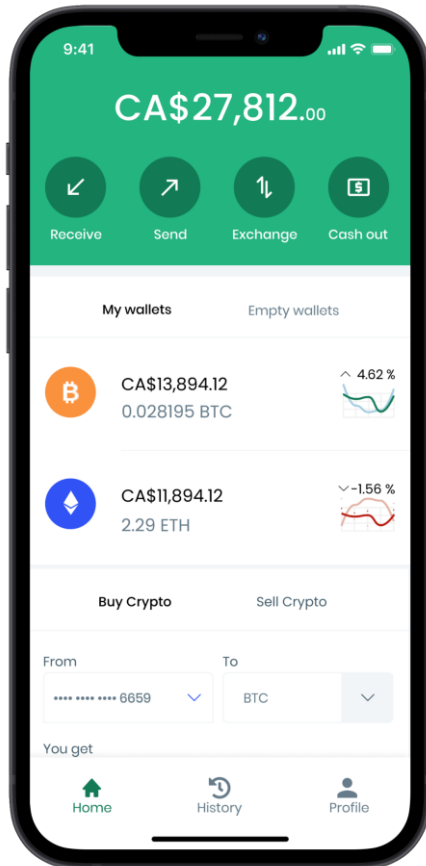 9:41
CA$27,812.00
Receive Send Exchange Cash out
My wallets Empty wallets
CA$13,894.12 4.62 %
0.028195 BTC
CA$11,894.12 -1.56 %
2.29 ETH
Buy Crypto Sell Crypto
From To
•••• •••• •••• 6659 BTC
You get
Home History Profile